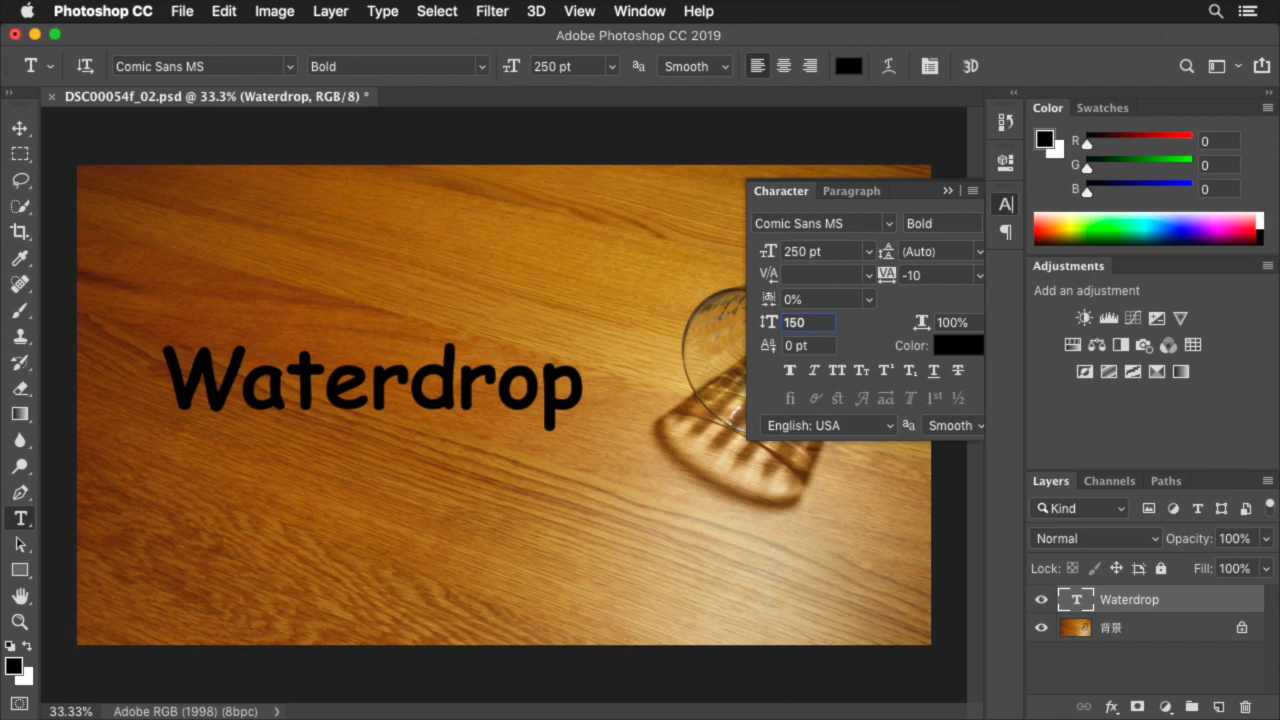 Photoshop CC File Edit Image Layer Type Select Filter 3D View Window Help
Adobe Photoshop CC 2019
Comic Sans MS Bold 250 pt Smooth 3D
× DSC00054f_02.psd @ 33.3% (Waterdrop, RGB/8) *
Waterdrop
Character Paragraph
Comic Sans MS Bold
250 pt (Auto)
-10
0%
150 100%
0 pt Color:
English: USA Smooth
Color Swatches
R 0
G 0
B 0
Adjustments
Add an adjustment
Layers Channels Paths
Kind
Normal Opacity: 100%
Lock: Fill: 100%
Waterdrop
背景
33.33% Adobe RGB (1998) (8bpc)